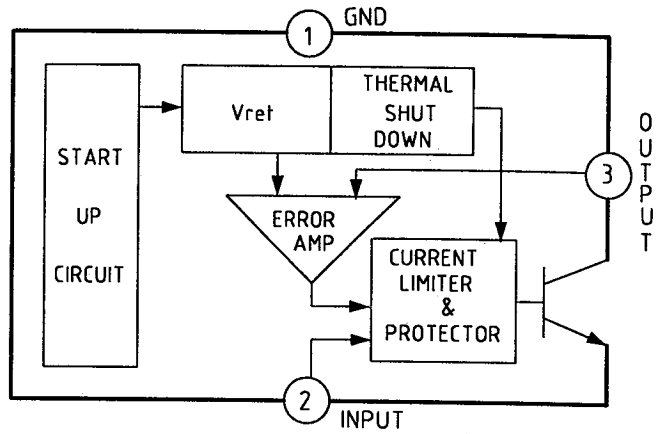 1
GND
THERMAL
SHUT
DOWN
Vret
START
UP
CIRCUIT
OUTPUT
3
ERROR
AMP
CURRENT
LIMITER
&
PROTECTOR
2
INPUT